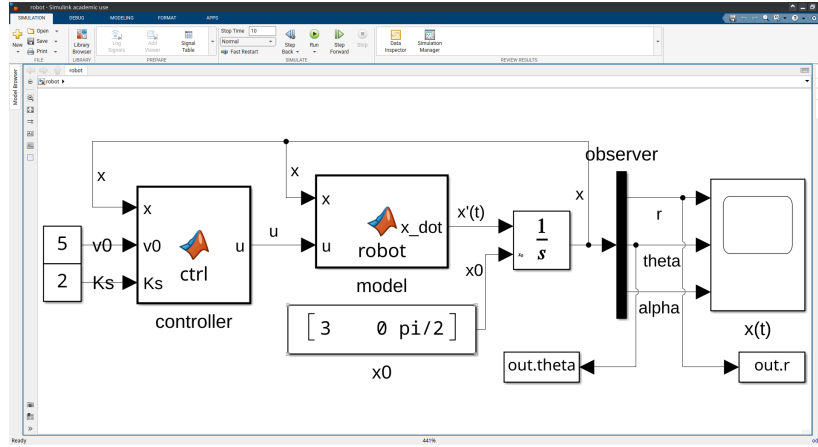 robot - Simulink academic use
SIMULATION DEBUG MODELING FORMAT APPS
New
Open
Save
Print
FILE
Library Browser
LIBRARY
Log Signals
Add Viewer
Signal Table
PREPARE
Stop Time 10
Normal
Fast Restart
Step Back
Run
Step Forward
Stop
SIMULATE
Data Inspector
Simulation Manager
REVIEW RESULTS
Model Browser
robot
robot
observer
x
x
x
x
x
r
5
v0
v0
ctrl
u
u
u
robot
x_dot
x'(t)
1
s
x0
theta
2
Ks
Ks
x0
model
alpha
controller
[3 0 pi/2]
x(t)
x0
out.theta
out.r
Ready
441%